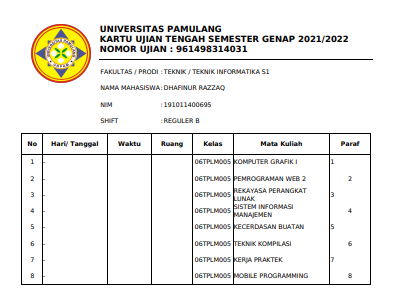 UNIVERSITAS PAMULANG
KARTU UJIAN TENGAH SEMESTER GENAP 2021/2022
NOMOR UJIAN : 961498314031
FAKULTAS / PRODI : TEKNIK / TEKNIK INFORMATIKA S1
NAMA MAHASISWA : DHAFINUR RAZZAQ
NIM : 191011400695
SHIFT : REGULER B
No Hari/ Tanggal Waktu Ruang Kelas Mata Kuliah Paraf
1 - 06TPLM005 KOMPUTER GRAFIK I 1
2 - 06TPLM005 PEMROGRAMAN WEB 2 2
3 - 06TPLM005 REKAYASA PERANGKAT LUNAK 3
4 - 06TPLM005 SISTEM INFORMASI MANAJEMEN 4
5 - 06TPLM005 KECERDASAN BUATAN 5
6 - 06TPLM005 TEKNIK KOMPILASI 6
7 - 06TPLM005 KERJA PRAKTEK 7
8 - 06TPLM005 MOBILE PROGRAMMING 8